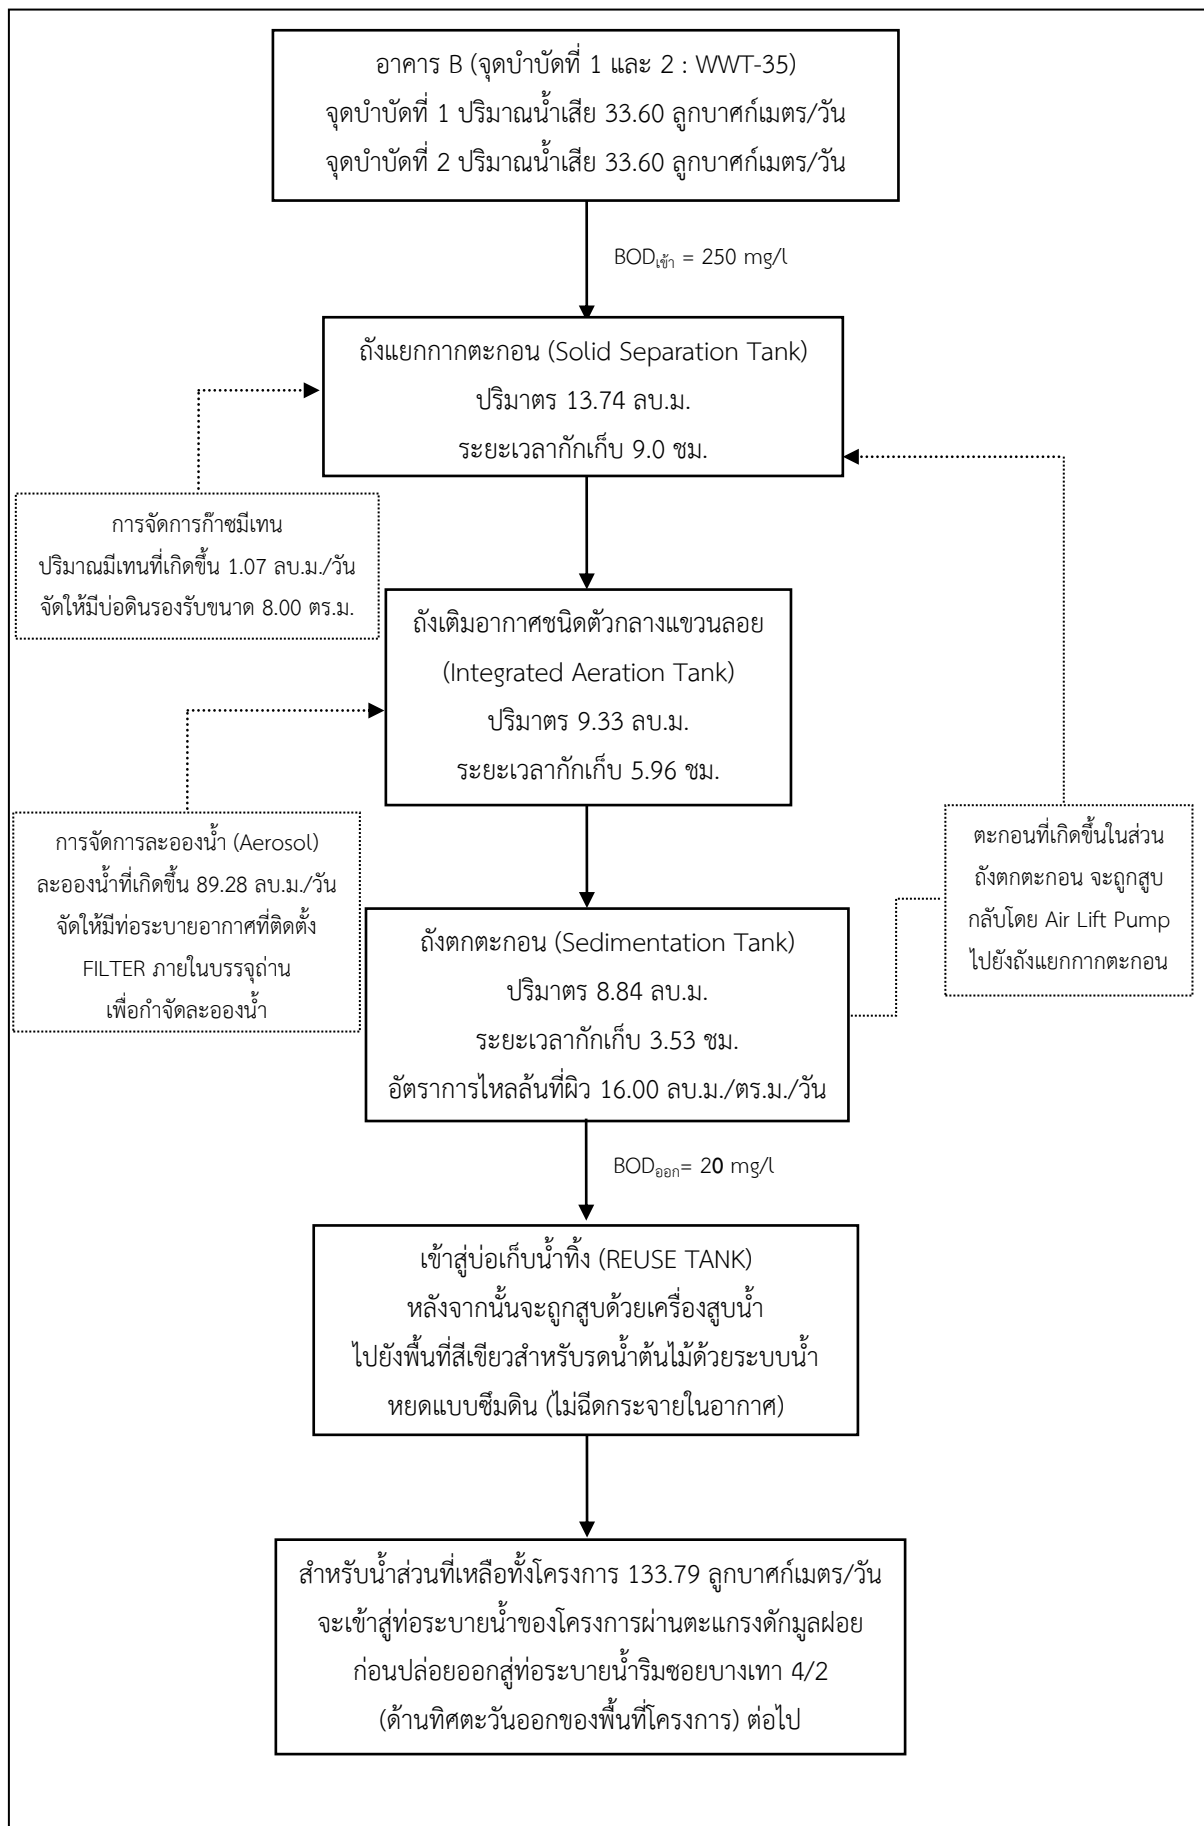 อาคาร B (จุดบำบัดที่ 1 และ 2 : WWT-35)
จุดบำบัดที่ 1 ปริมาณน้ำเสีย 33.60 ลูกบาศก์เมตร/วัน
จุดบำบัดที่ 2 ปริมาณน้ำเสีย 33.60 ลูกบาศก์เมตร/วัน
BODเข้า = 250 mg/l
ถังแยกกากตะกอน (Solid Separation Tank)
ปริมาตร 13.74 ลบ.ม.
ระยะเวลากักเก็บ 9.0 ชม.
การจัดการก๊าซมีเทน
ปริมาณมีเทนที่เกิดขึ้น 1.07 ลบ.ม./วัน
จัดให้มีบ่อดินรองรับขนาด 8.00 ตร.ม.
ถังเติมอากาศชนิดตัวกลางแขวนลอย
(Integrated Aeration Tank)
ปริมาตร 9.33 ลบ.ม.
ระยะเวลากักเก็บ 5.96 ชม.
การจัดการละอองน้ำ (Aerosol)
ละอองน้ำที่เกิดขึ้น 89.28 ลบ.ม./วัน
จัดให้มีท่อระบายอากาศที่ติดตั้ง
FILTER ภายในบรรจุถ่าน
เพื่อกำจัดละอองน้ำ
ตะกอนที่เกิดขึ้นในส่วน
ถังตกตะกอน จะถูกสูบ
กลับโดย Air Lift Pump
ไปยังถังแยกกากตะกอน
ถังตกตะกอน (Sedimentation Tank)
ปริมาตร 8.84 ลบ.ม.
ระยะเวลากักเก็บ 3.53 ชม.
อัตราการไหลล้นที่ผิว 16.00 ลบ.ม./ตร.ม./วัน
BODออก= 20 mg/l
เข้าสู่บ่อเก็บน้ำทิ้ง (REUSE TANK)
หลังจากนั้นจะถูกสูบด้วยเครื่องสูบน้ำ
ไปยังพื้นที่สีเขียวสำหรับรดน้ำต้นไม้ด้วยระบบน้ำ
หยดแบบซึมดิน (ไม่ฉีดกระจายในอากาศ)
สำหรับน้ำส่วนที่เหลือทั้งโครงการ 133.79 ลูกบาศก์เมตร/วัน
จะเข้าสู่ท่อระบายน้ำของโครงการผ่านตะแกรงดักมูลฝอย
ก่อนปล่อยออกสู่ท่อระบายน้ำริมซอยบางเทา 4/2
(ด้านทิศตะวันออกของพื้นที่โครงการ) ต่อไป